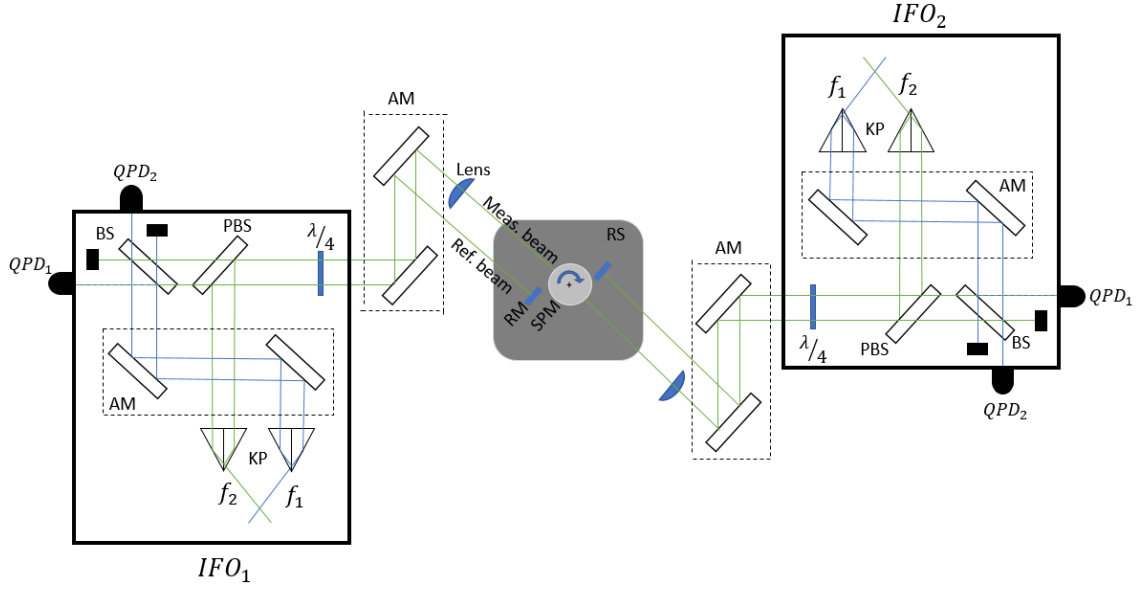 IFO₂
f₁
f₂
KP
AM
AM
Lens
QPD₂
Meas. beam
RS
BS
PBS
λ/4
AM
Ref. beam
QPD₁
RM
SPM
QPD₁
λ/4
PBS
BS
AM
QPD₂
KP
f₂
f₁
IFO₁